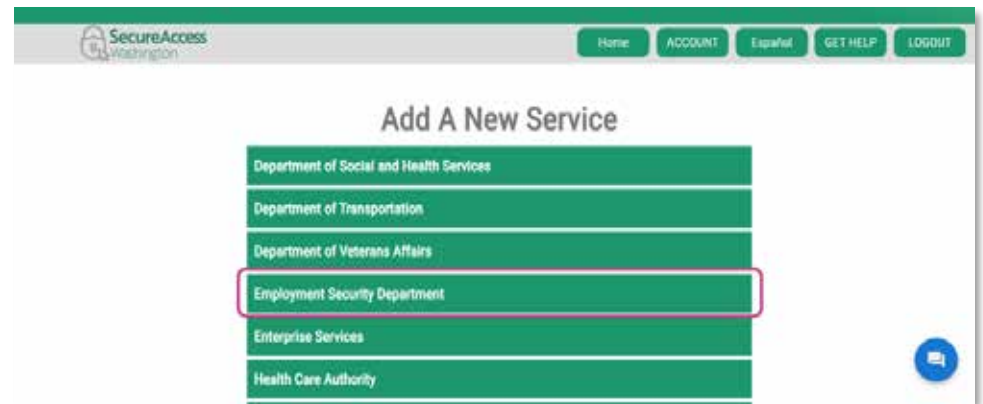 SecureAccess
Washington
Home ACCOUNT Español GET HELP LOGOUT
Add A New Service
Department of Social and Health Services
Department of Transportation
Department of Veterans Affairs
Employment Security Department
Enterprise Services
Health Care Authority